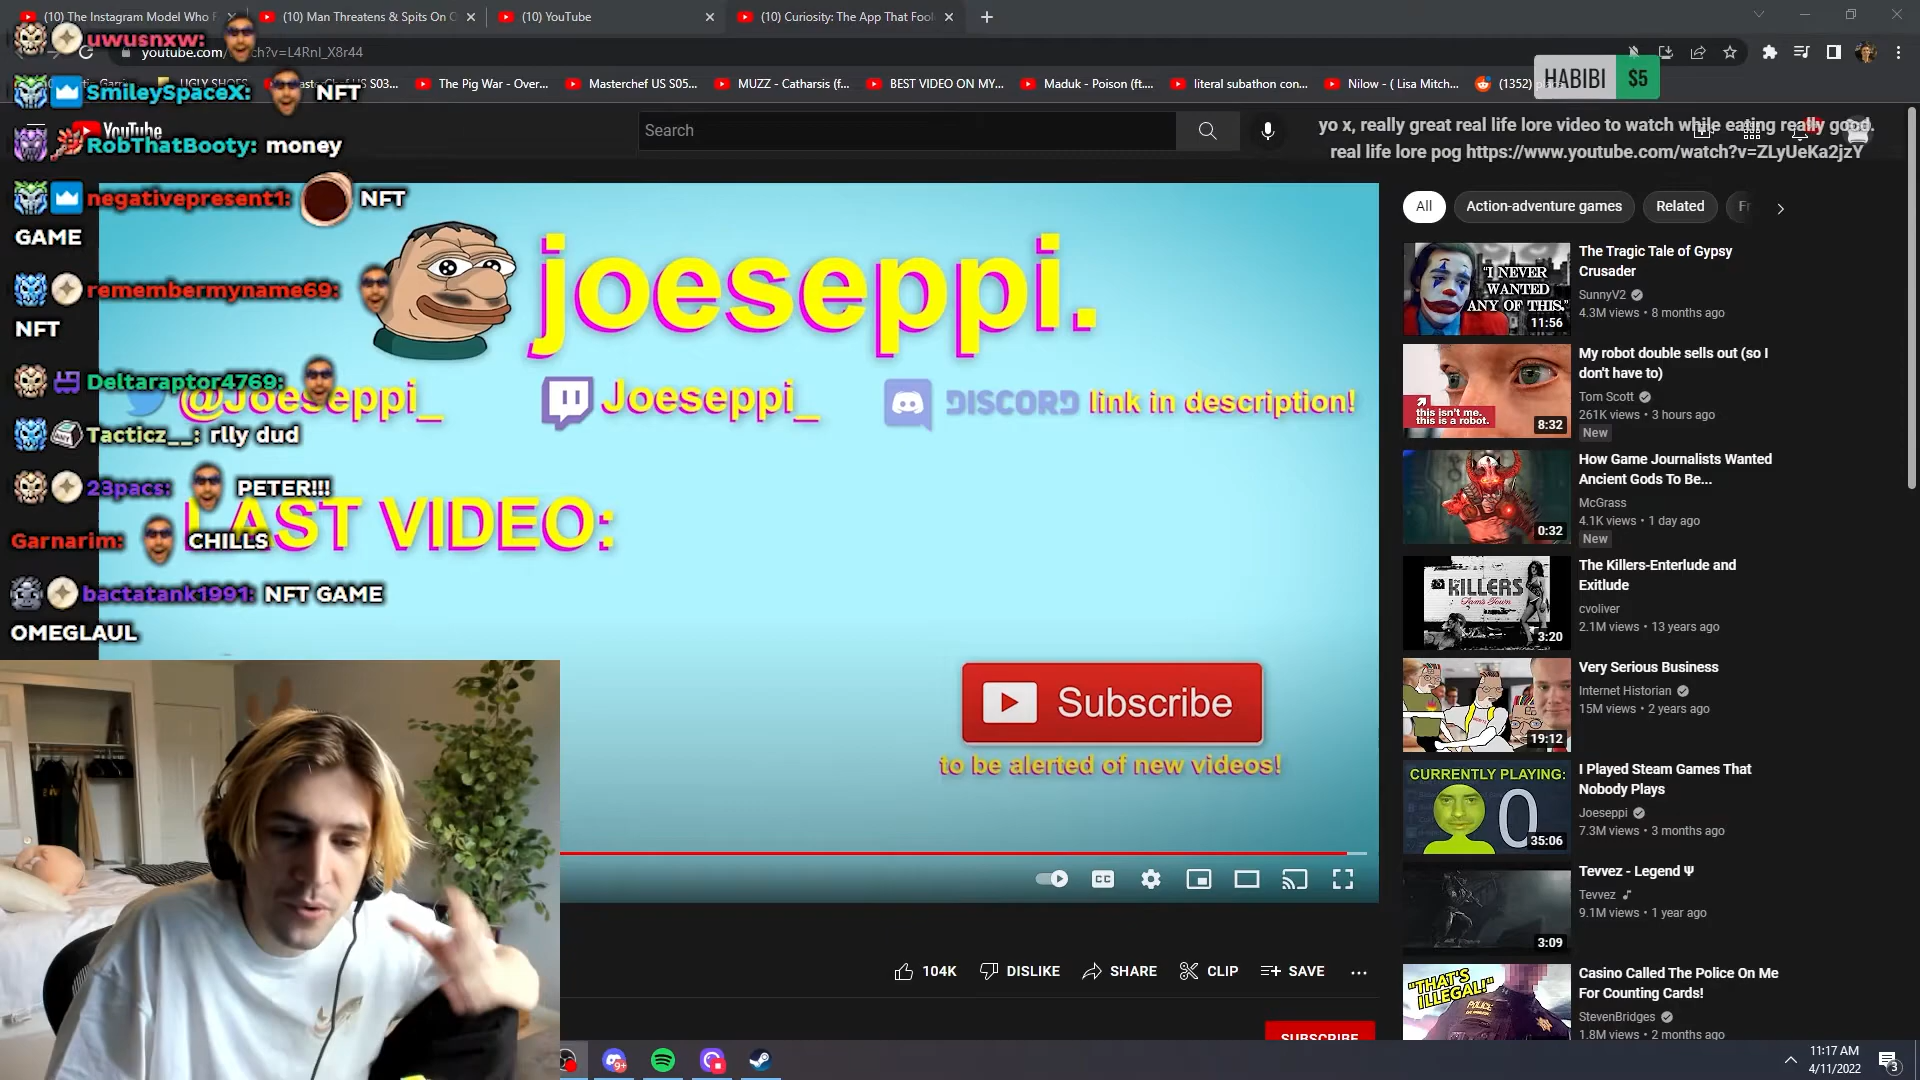 (10) The Instagram Model Who F
(10) Man Threatens & Spits On O
(10) YouTube
(10) Curiosity: The App That Fool
uwusnxw:
youtube.com/
ch?v=L4RnI_X8r44
HABIBI $5
UGLY SHOES
S03...
The Pig War - Over...
Masterchef US S05...
MUZZ - Catharsis (f...
BEST VIDEO ON MY...
Maduk - Poison (ft....
literal subathon con...
Nilow - ( Lisa Mitch...
(1352)
SmileySpaceX: NFT
YouTube
Search
yo x, really great real life lore video to watch while eating really good.
real life lore pog https://www.youtube.com/watch?v=ZLyUeKa2jzY
RobThatBooty: money
negativepresent1: NFT
GAME
remembermyname69:
NFT
Deltaraptor4769:
Tacticz__: rlly dud
23pacs: PETER!!!
Garnarim: CHILLS
bactatank1991: NFT GAME
OMEGLAUL
joeseppi.
@Joeseppi_
Joeseppi_
DISCORD link in description!
LAST VIDEO:
Subscribe
to be alerted of new videos!
CC
104K
DISLIKE
SHARE
CLIP
SAVE
SUBSCRIBE
All
Action-adventure games
Related
Fr
"I NEVER
WANTED
ANY OF THIS."
11:56
The Tragic Tale of Gypsy
Crusader
SunnyV2
4.3M views • 8 months ago
this isn't me.
this is a robot.
8:32
My robot double sells out (so I
don't have to)
Tom Scott
261K views • 3 hours ago
New
0:32
How Game Journalists Wanted
Ancient Gods To Be...
McGrass
4.1K views • 1 day ago
New
KILLERS
Sam's Town
3:20
The Killers-Enterlude and
Exitlude
cvoliver
2.1M views • 13 years ago
19:12
Very Serious Business
Internet Historian
15M views • 2 years ago
CURRENTLY PLAYING:
0
35:06
I Played Steam Games That
Nobody Plays
Joeseppi
7.3M views • 3 months ago
3:09
Tevvez - Legend Ψ
Tevvez
9.1M views • 1 year ago
"THAT'S
ILLEGAL!"
POLICE
Casino Called The Police On Me
For Counting Cards!
StevenBridges
1.8M views • 2 months ago
9+
11:17 AM
4/11/2022
3